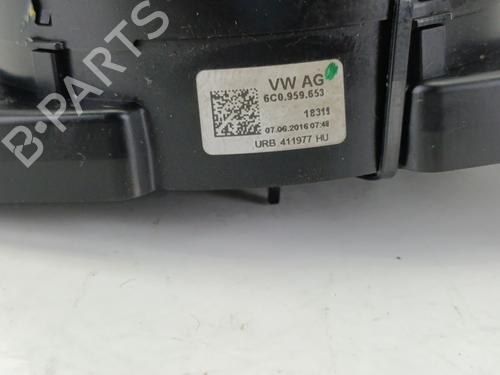 B-PARTS
VW AG
6C0.959.653
18311
07.06.2016 07:48
URB 411977 HU